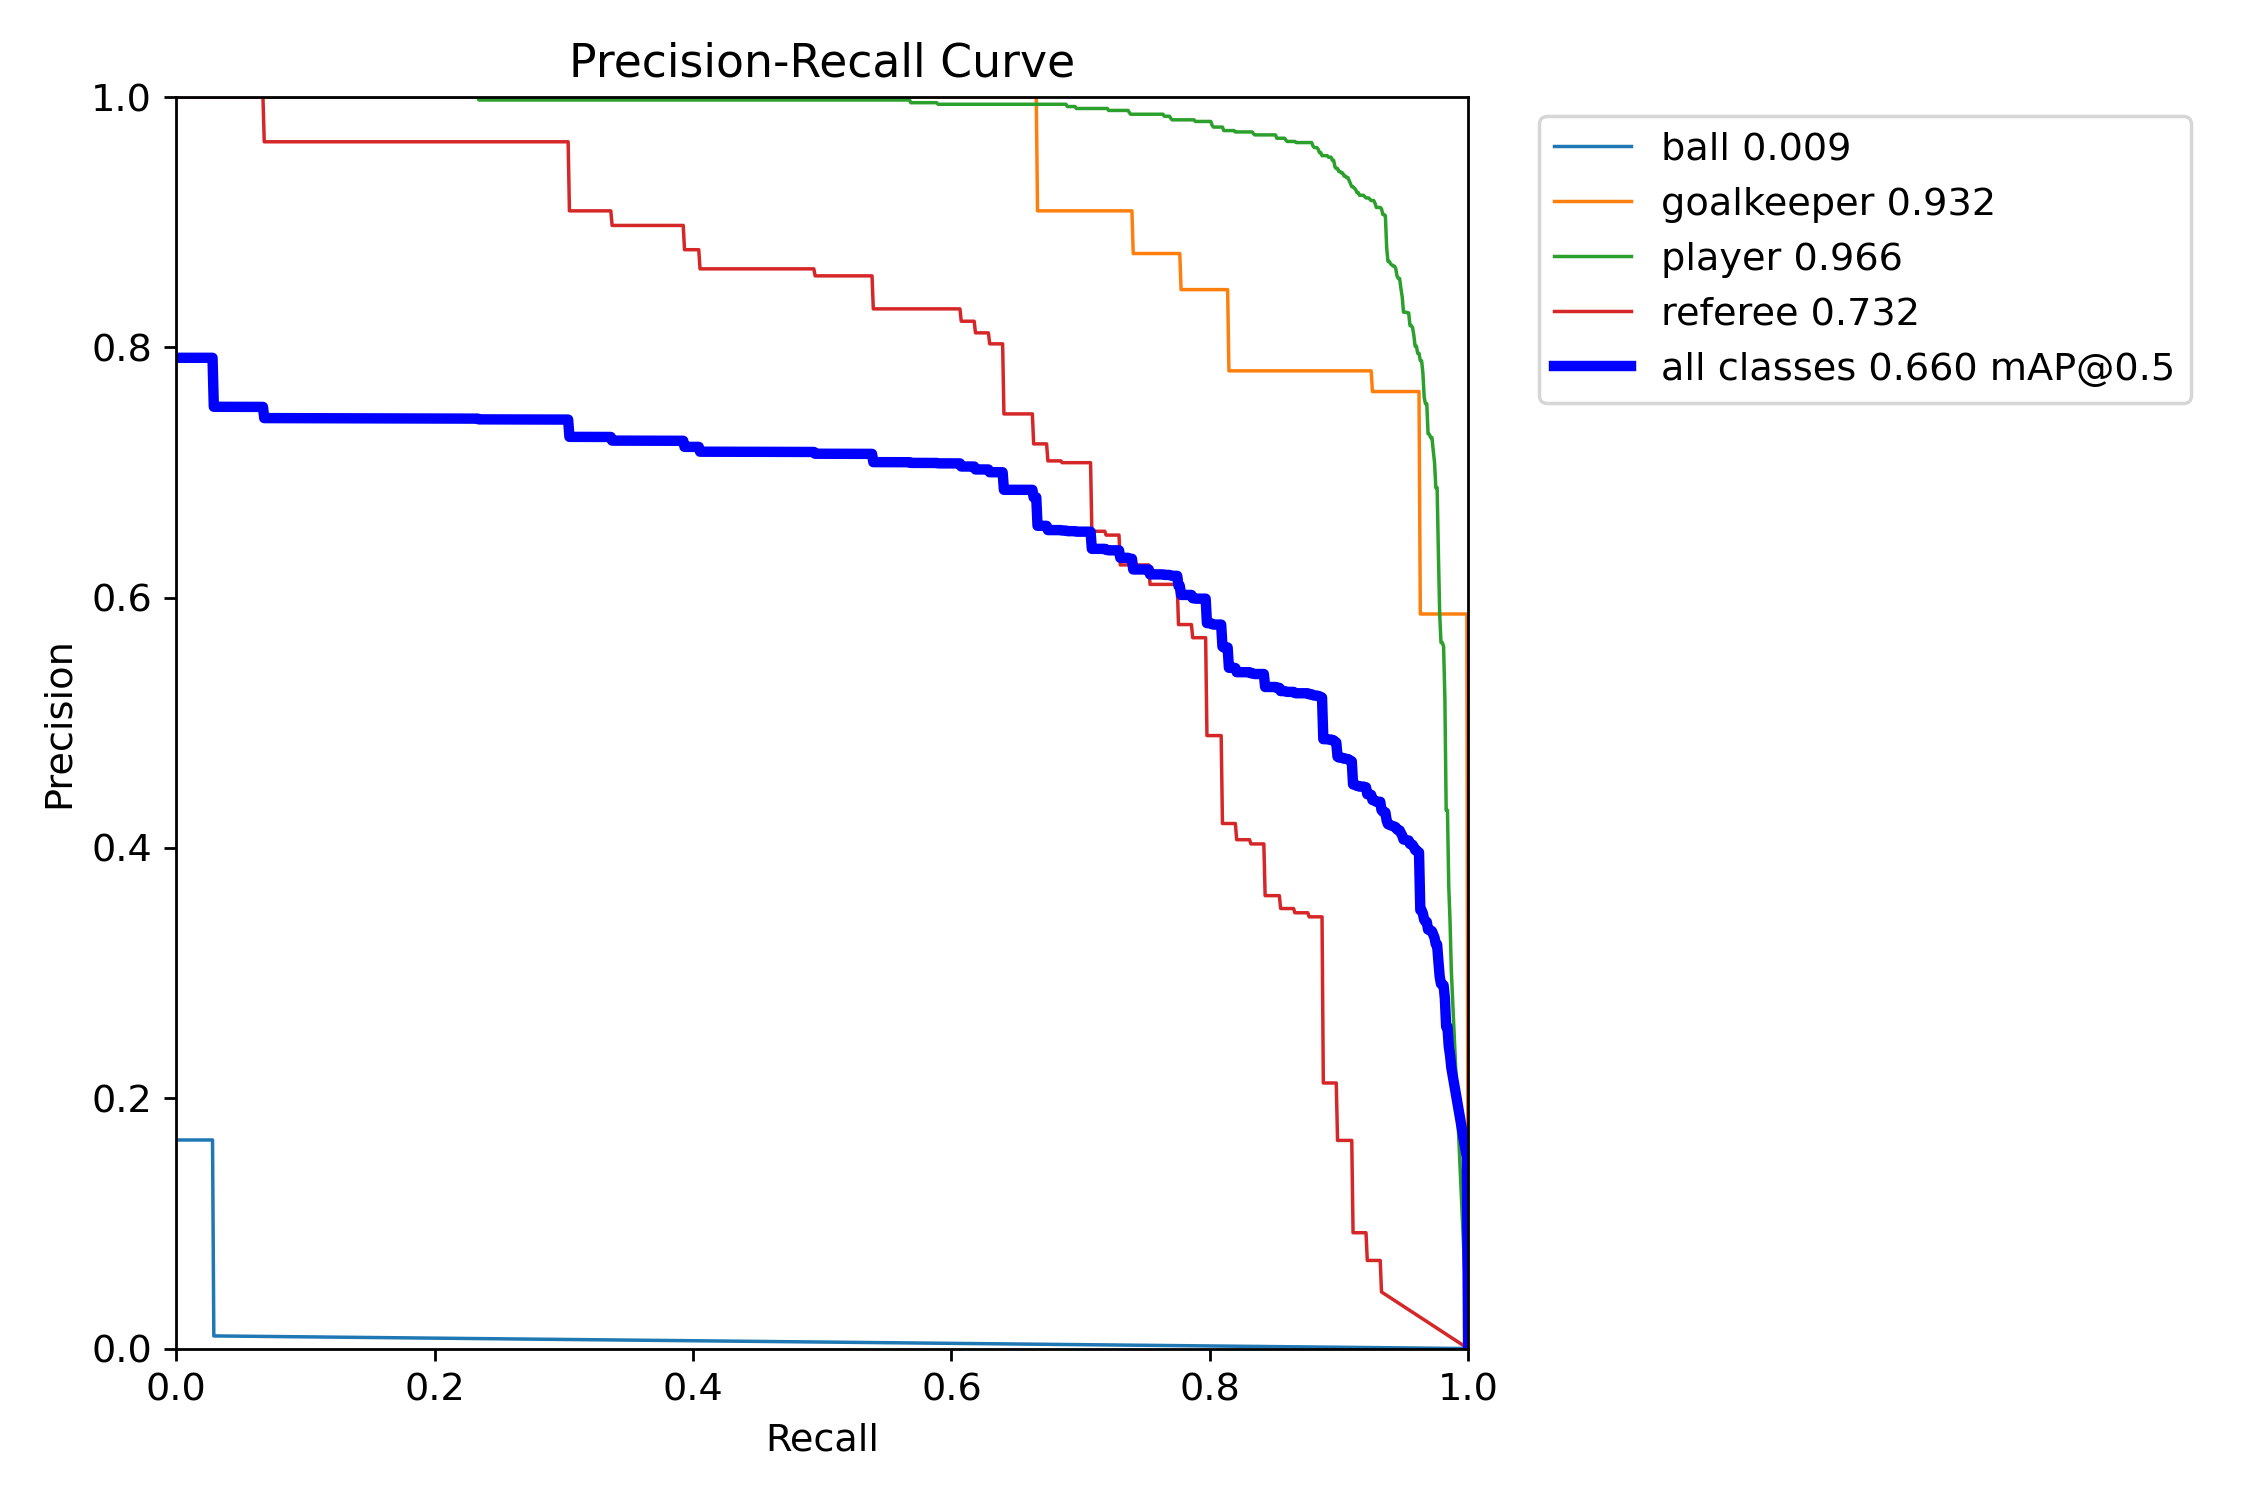 Precision-Recall Curve
1.0
0.8
0.6
0.4
0.2
0.0
Precision
0.0 0.2 0.4 0.6 0.8 1.0
Recall
ball 0.009
goalkeeper 0.932
player 0.966
referee 0.732
all classes 0.660 mAP@0.5